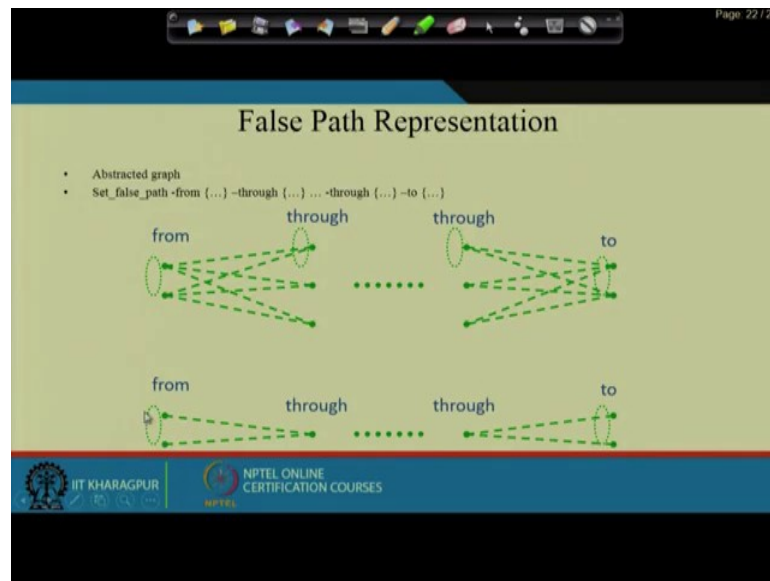 Page: 22 / 2
False Path Representation
• Abstracted graph
• Set_false_path -from {…} –through {…} ... -through {…} –to {…}
from through through to
from through through to
IIT KHARAGPUR
NPTEL
NPTEL ONLINE
CERTIFICATION COURSES